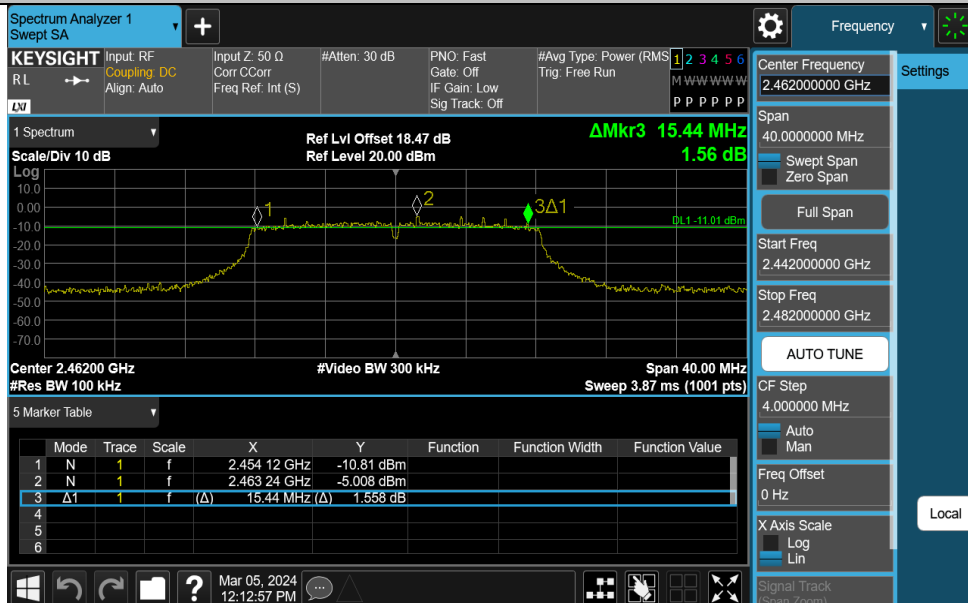 Spectrum Analyzer 1
Swept SA
+
Frequency
KEYSIGHT
RL
LXI
Input: RF
Coupling: DC
Align: Auto
Input Z: 50 Ω
Corr CCorr
Freq Ref: Int (S)
#Atten: 30 dB
PNO: Fast
Gate: Off
IF Gain: Low
Sig Track: Off
#Avg Type: Power (RMS
Trig: Free Run
1 2 3 4 5 6
M W W W W W
P P P P P P
1 Spectrum
Scale/Div 10 dB
Ref Lvl Offset 18.47 dB
Ref Level 20.00 dBm
ΔMkr3 15.44 MHz
1.56 dB
Log
10.0
0.00
-10.0
-20.0
-30.0
-40.0
-50.0
-60.0
-70.0
1
2
3Δ1
DL1 -11.01 dBm
Center 2.46200 GHz
#Video BW 300 kHz
Span 40.00 MHz
#Res BW 100 kHz
Sweep 3.87 ms (1001 pts)
5 Marker Table
Mode Trace Scale X Y Function Function Width Function Value
1 N 1 f 2.454 12 GHz -10.81 dBm
2 N 1 f 2.463 24 GHz -5.008 dBm
3 Δ1 1 f (Δ) 15.44 MHz (Δ) 1.558 dB
4
5
6
Center Frequency
2.462000000 GHz
Settings
Span
40.0000000 MHz
Swept Span
Zero Span
Full Span
Start Freq
2.442000000 GHz
Stop Freq
2.482000000 GHz
AUTO TUNE
CF Step
4.000000 MHz
Auto
Man
Freq Offset
0 Hz
Local
X Axis Scale
Log
Lin
Signal Track
(Span Zoom)
?
Mar 05, 2024
12:12:57 PM